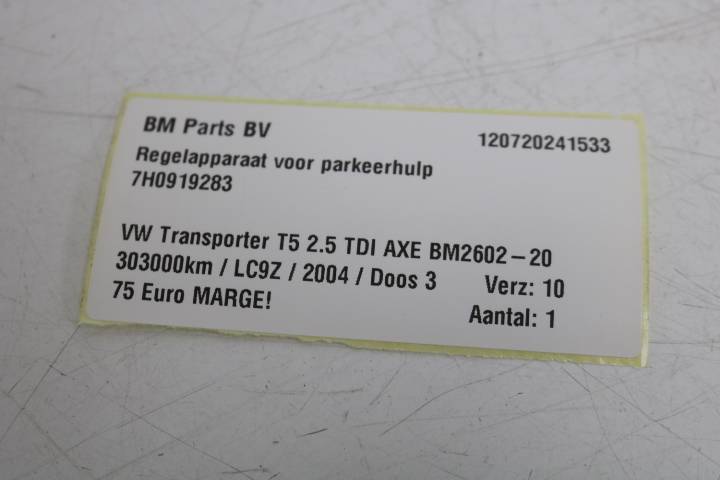 BM Parts BV 120720241533
Regelapparaat voor parkeerhulp
7H0919283
VW Transporter T5 2.5 TDI AXE BM2602-20
303000km / LC9Z / 2004 / Doos 3 Verz: 10
75 Euro MARGE! Aantal: 1